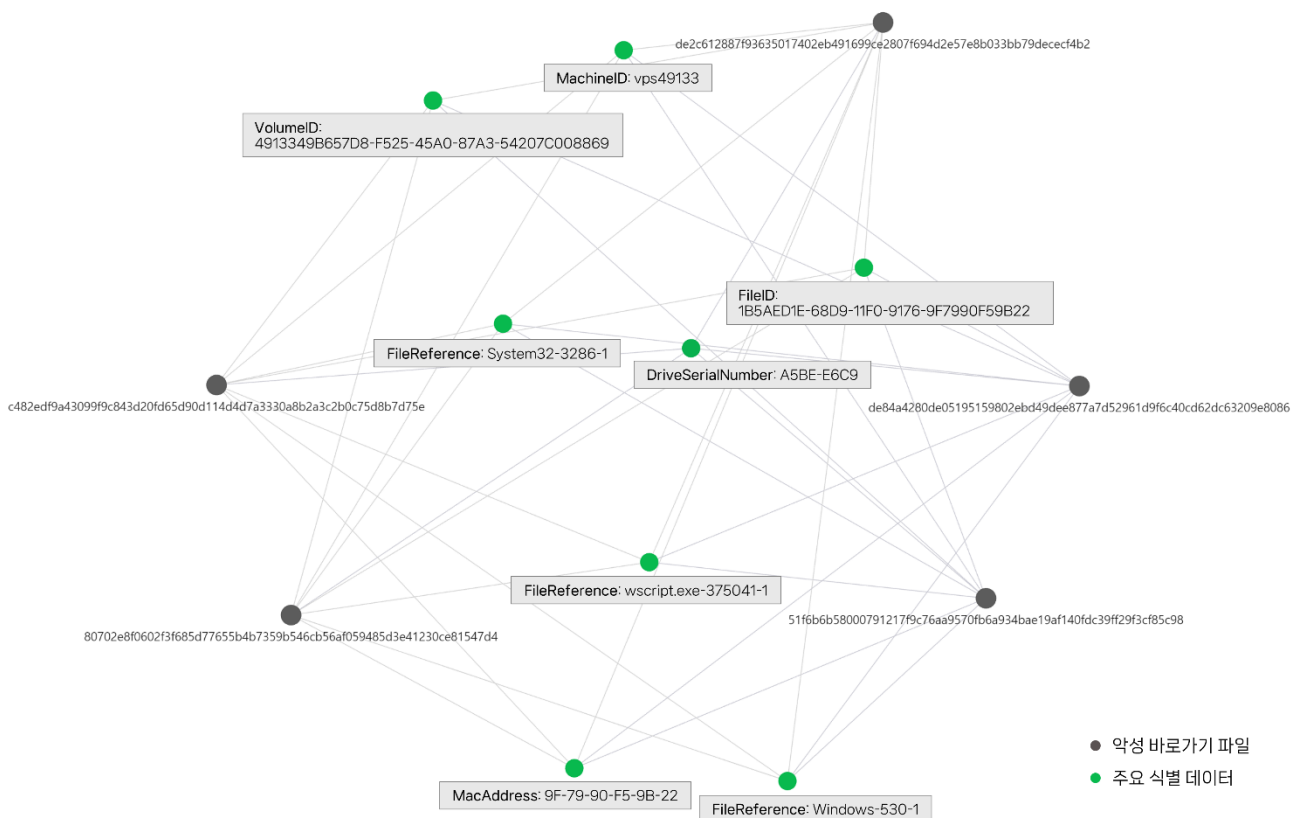 de2c612887f93635017402eb491699ce2807f694d2e57e8b033bb79dececf4b2
MachineID: vps49133
VolumeID:
4913349B657D8-F525-45A0-87A3-54207C008869
FileID:
1B5AED1E-68D9-11F0-9176-9F7990F59B22
FileReference: System32-3286-1
DriveSerialNumber: A5BE-E6C9
c482edf9a43099f9c843d20fd65d90d114d4d7a3330a8b2a3c2b0c75d8b7d75e
de84a4280de05195159802ebd49dee877a7d52961d9f6c40cd62dc63209e8086
FileReference: wscript.exe-375041-1
80702e8f0602f3f685d77655b4b7359b546cb56af059485d3e41230ce81547d4
51f6b6b58000791217f9c76aa9570fb6a934bae19af140fdc39ff29f3cf85c98
악성 바로가기 파일
주요 식별 데이터
MacAddress: 9F-79-90-F5-9B-22
FileReference: Windows-530-1